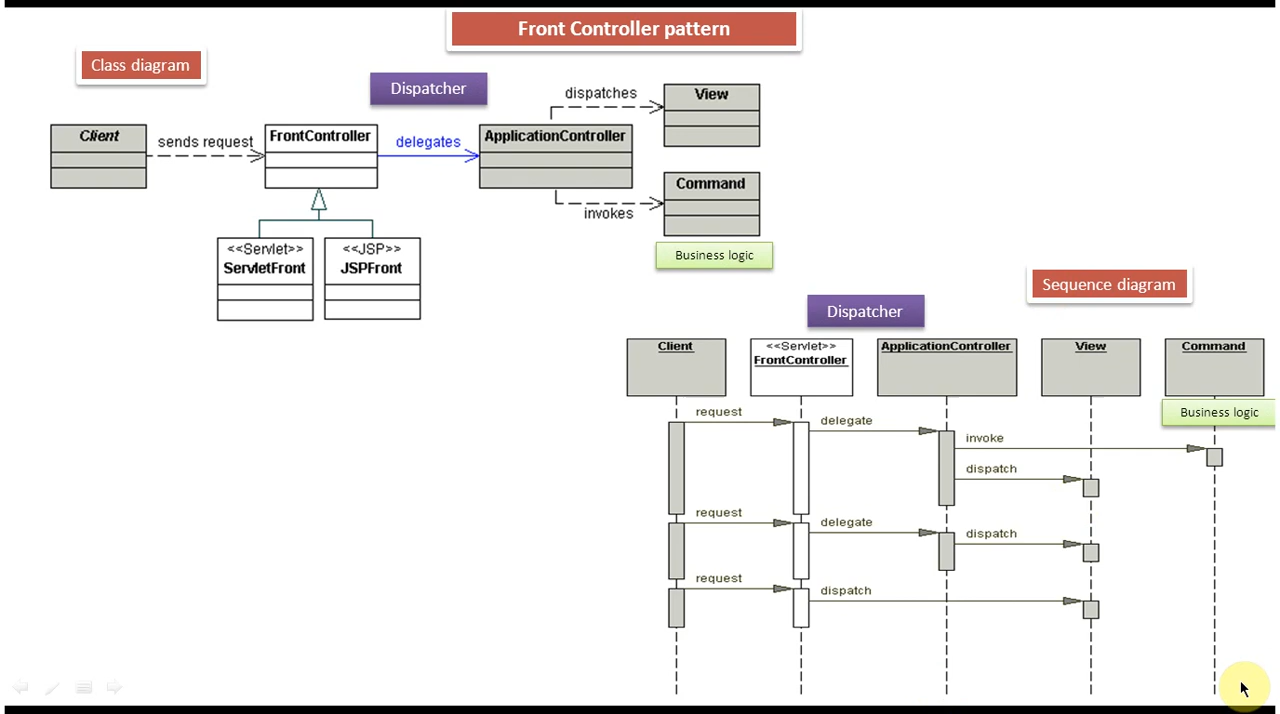 Front Controller pattern
Class diagram
Dispatcher
Client
sends request
FrontController
delegates
ApplicationController
dispatches
View
invokes
Command
Business logic
<<Servlet>>
ServletFront
<<JSP>>
JSPFront
Sequence diagram
Dispatcher
Client
<<Servlet>>
FrontController
ApplicationController
View
Command
Business logic
request
delegate
invoke
dispatch
request
delegate
dispatch
request
dispatch